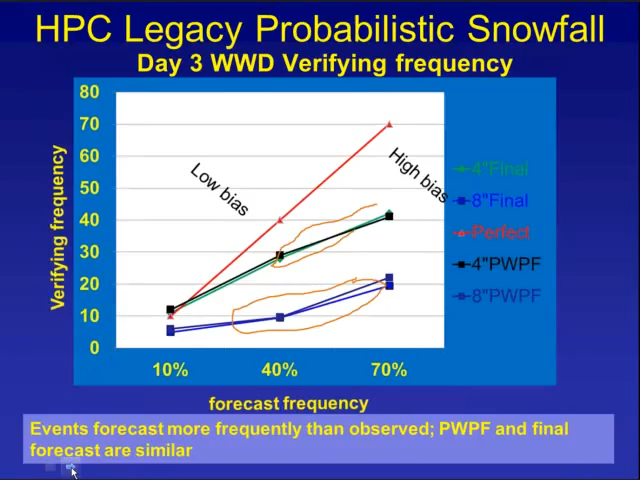 HPC Legacy Probabilistic Snowfall
Day 3 WWD Verifying frequency
Verifying frequency
80
70
60
50
40
30
20
10
0
Low bias
High bias
4"Final
8"Final
Perfect
4"PWPF
8"PWPF
10% 40% 70%
forecast frequency
Events forecast more frequently than observed; PWPF and final
forecast are similar